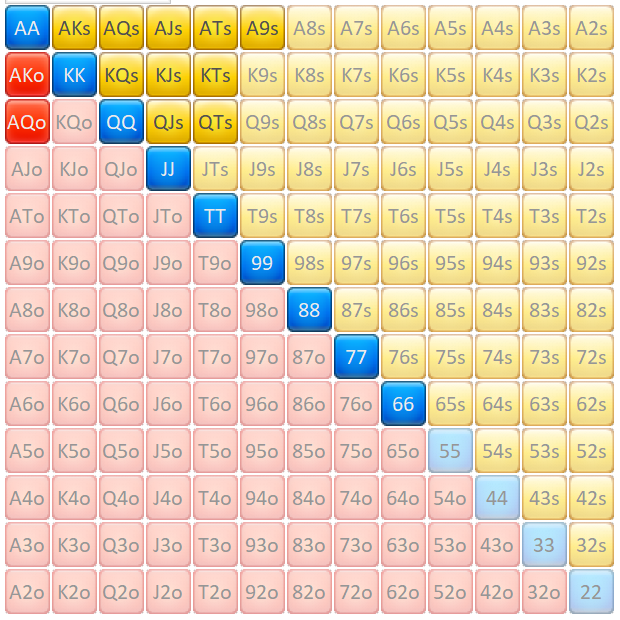 AA AKs AQs AJs ATs A9s A8s A7s A6s A5s A4s A3s A2s
AKo KK KQs KJs KTs K9s K8s K7s K6s K5s K4s K3s K2s
AQo KQo QQ QJs QTs Q9s Q8s Q7s Q6s Q5s Q4s Q3s Q2s
AJo KJo QJo JJ JTs J9s J8s J7s J6s J5s J4s J3s J2s
ATo KTo QTo JTo TT T9s T8s T7s T6s T5s T4s T3s T2s
A9o K9o Q9o J9o T9o 99 98s 97s 96s 95s 94s 93s 92s
A8o K8o Q8o J8o T8o 98o 88 87s 86s 85s 84s 83s 82s
A7o K7o Q7o J7o T7o 97o 87o 77 76s 75s 74s 73s 72s
A6o K6o Q6o J6o T6o 96o 86o 76o 66 65s 64s 63s 62s
A5o K5o Q5o J5o T5o 95o 85o 75o 65o 55 54s 53s 52s
A4o K4o Q4o J4o T4o 94o 84o 74o 64o 54o 44 43s 42s
A3o K3o Q3o J3o T3o 93o 83o 73o 63o 53o 43o 33 32s
A2o K2o Q2o J2o T2o 92o 82o 72o 62o 52o 42o 32o 22